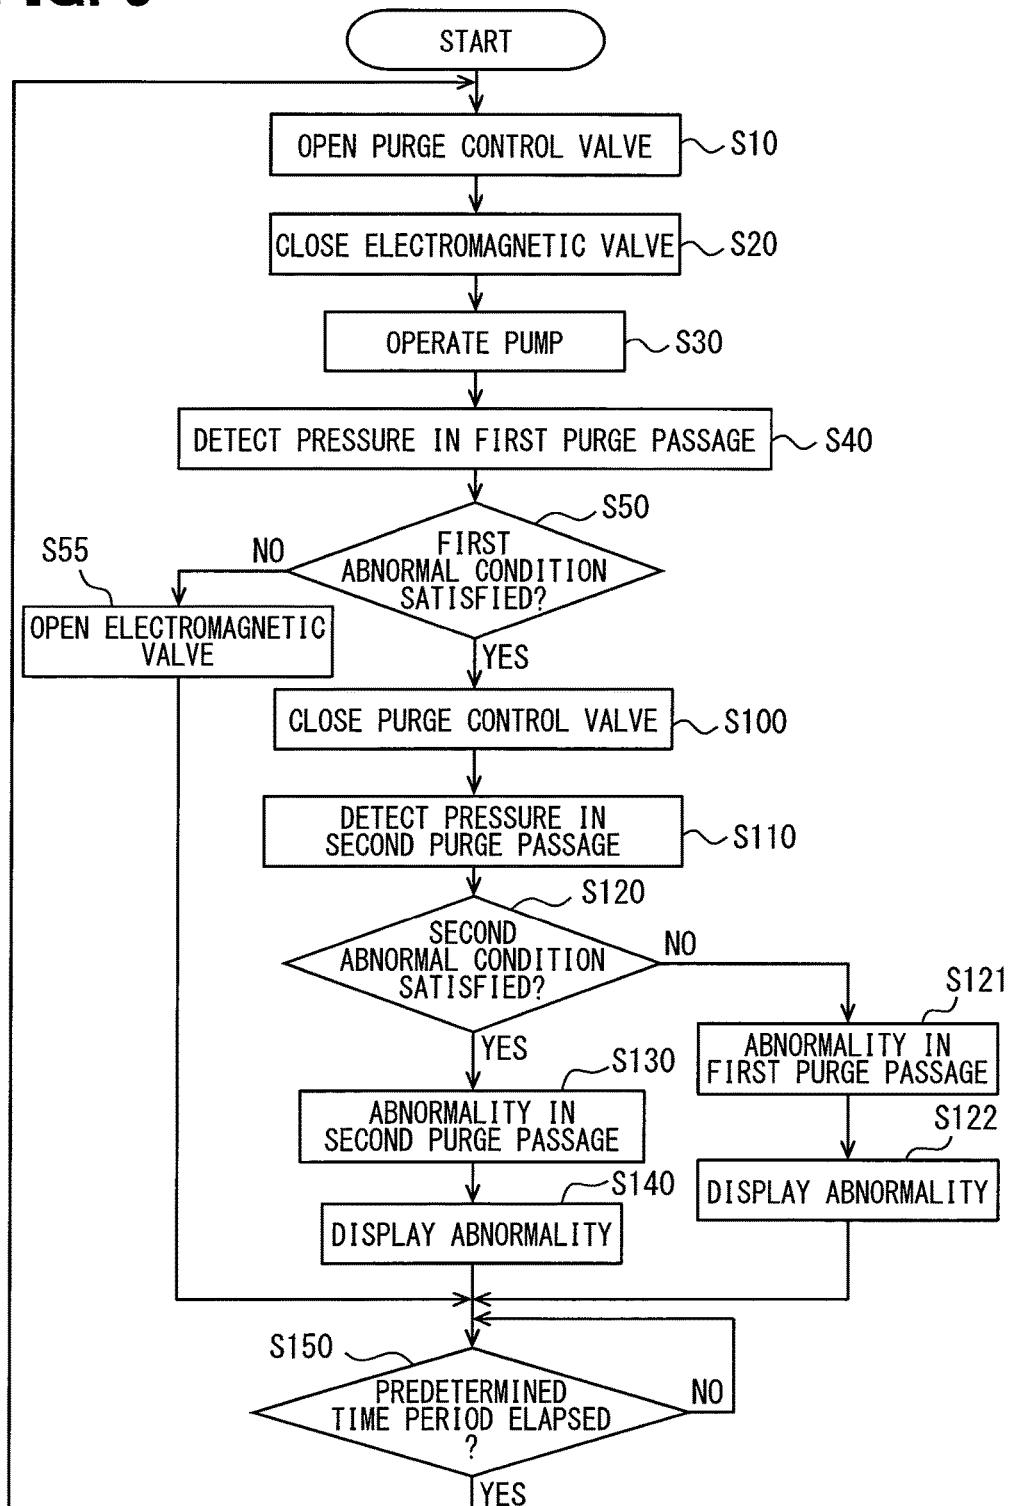 START
OPEN PURGE CONTROL VALVE
S10
CLOSE ELECTROMAGNETIC VALVE
S20
OPERATE PUMP
S30
DETECT PRESSURE IN FIRST PURGE PASSAGE
S40
S50
FIRST
ABNORMAL CONDITION
SATISFIED?
NO
S55
OPEN ELECTROMAGNETIC
VALVE
YES
CLOSE PURGE CONTROL VALVE
S100
DETECT PRESSURE IN
SECOND PURGE PASSAGE
S110
S120
SECOND
ABNORMAL CONDITION
SATISFIED?
NO
S121
ABNORMALITY IN
FIRST PURGE PASSAGE
YES
S130
ABNORMALITY IN
SECOND PURGE PASSAGE
S122
DISPLAY ABNORMALITY
S140
DISPLAY ABNORMALITY
S150
PREDETERMINED
TIME PERIOD ELAPSED
?
NO
YES